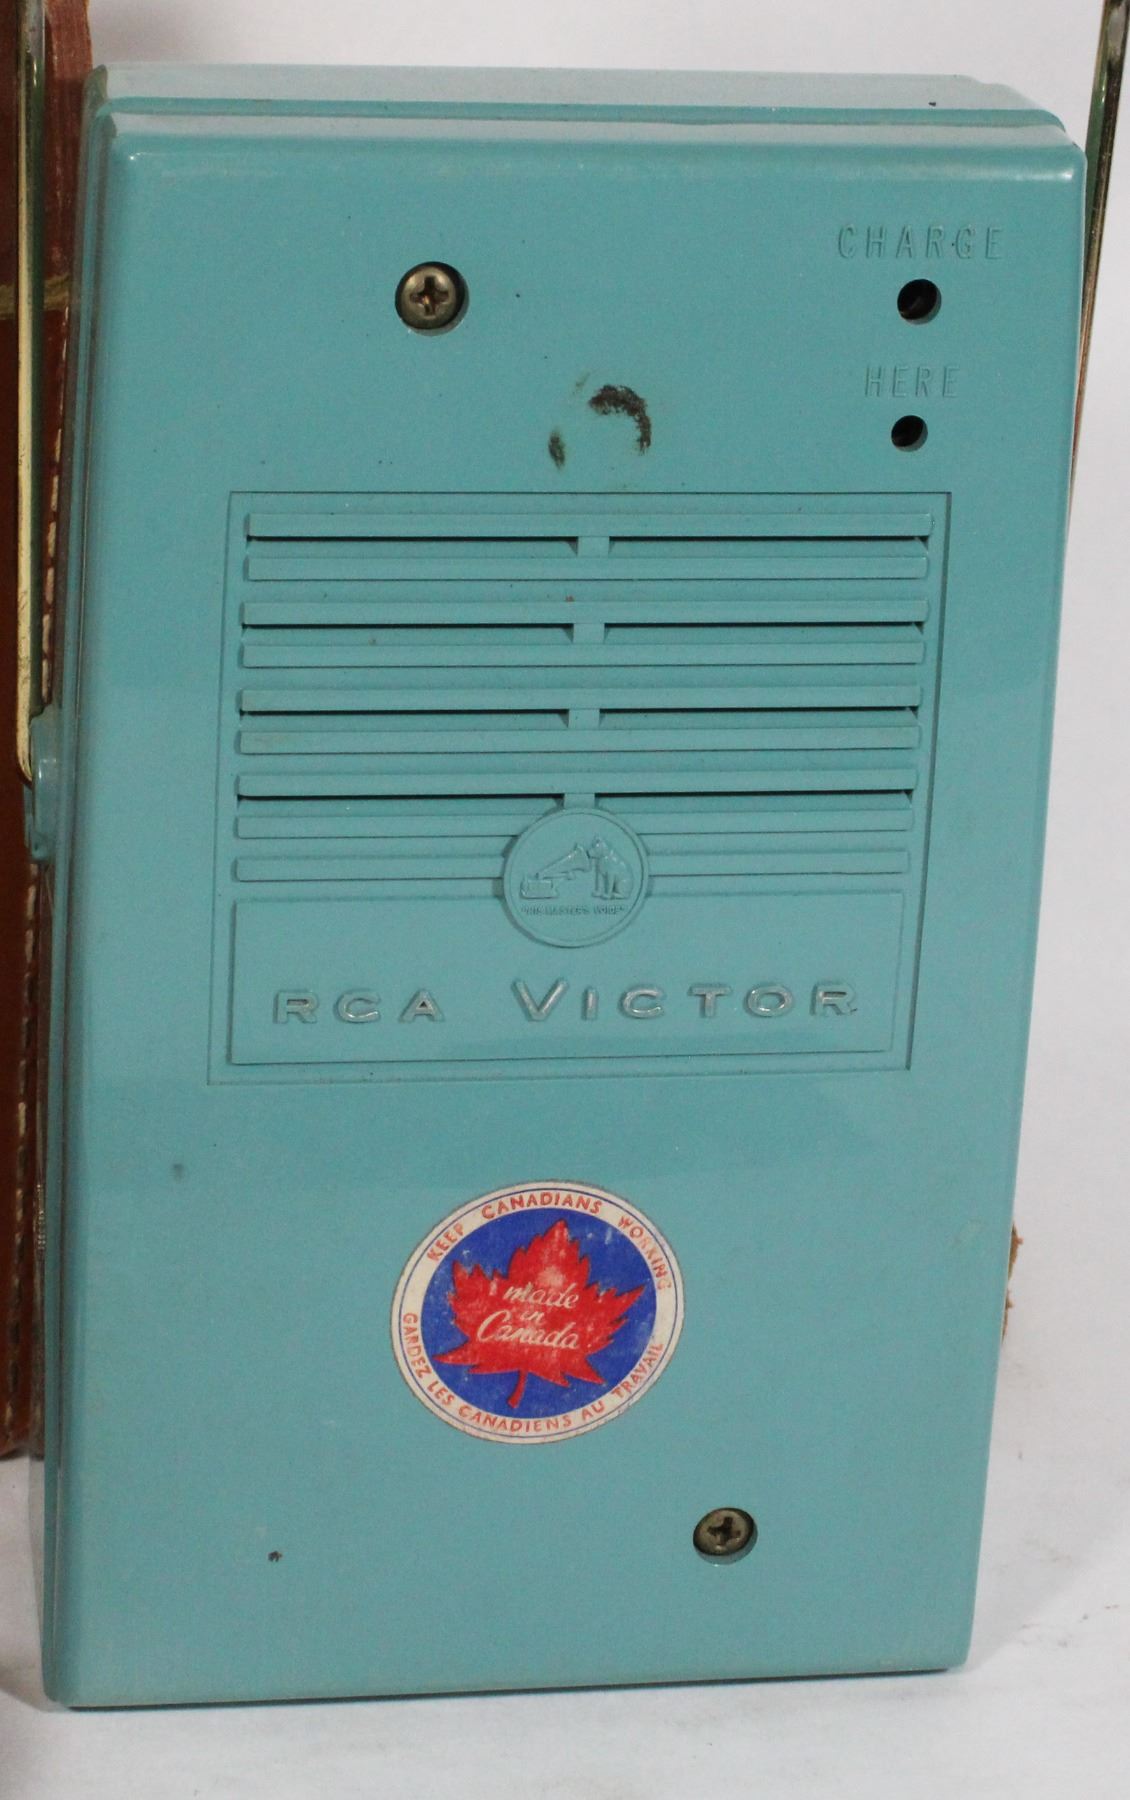 CHARGE
HERE
"HIS MASTER'S VOICE"
RCA VICTOR
KEEP CANADIANS WORKING
made
in
Canada
GARDEZ LES CANADIENS AU TRAVAIL